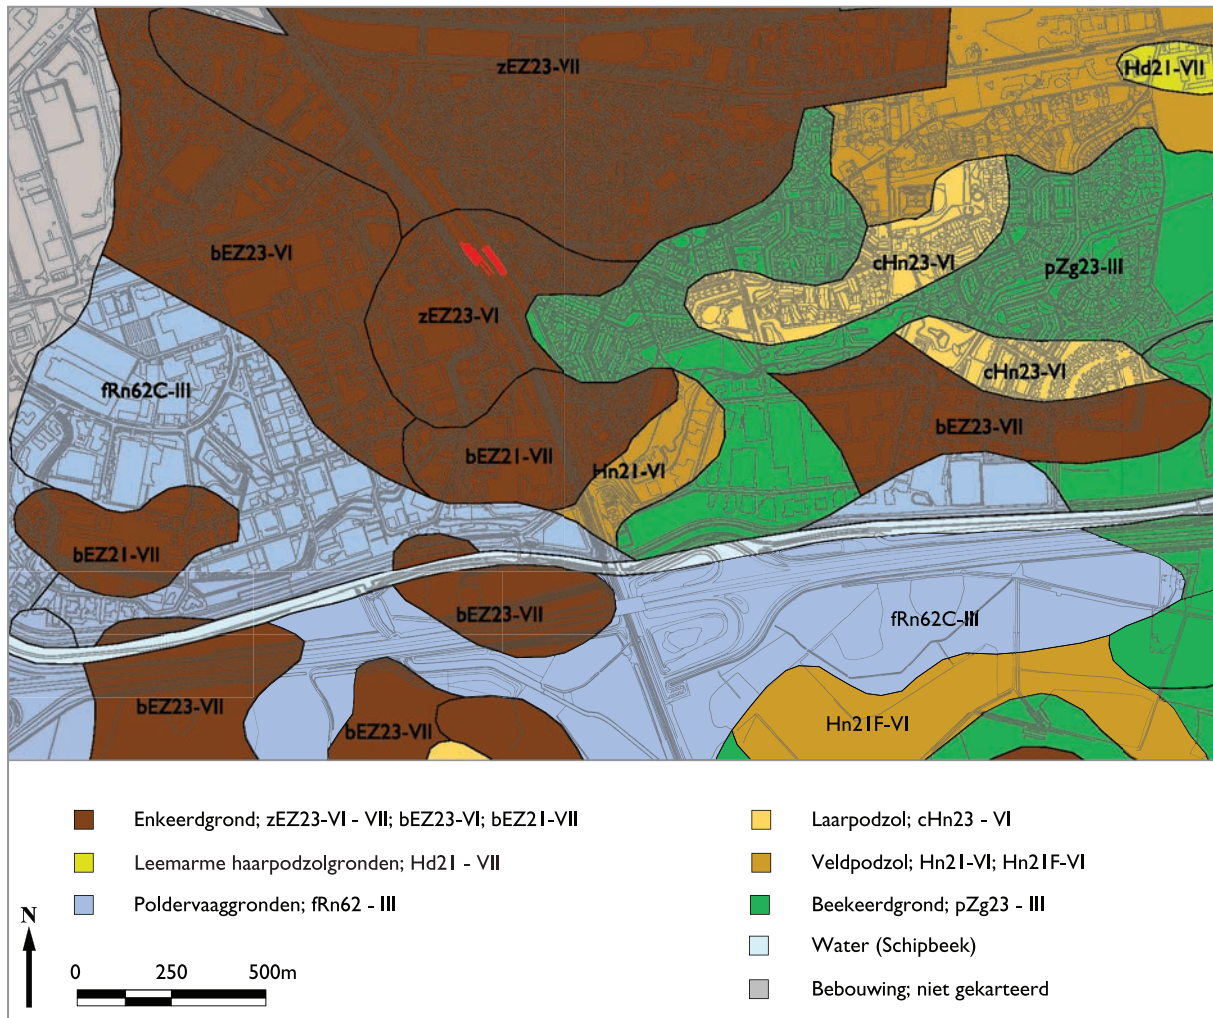 zEZ23-VII
Hd21-VII
bEZ23-VI
cHn23-VI
pZg23-III
zEZ23-VI
fRn62C-III
cHn23-VI
bEZ23-VII
bEZ21-VII
Hn21-VI
bEZ21-VII
bEZ23-VII
fRn62C-III
bEZ23-VII
bEZ23-VII
Hn21F-VI
Enkeerdgrond; zEZ23-VI - VII; bEZ23-VI; bEZ21-VII
Leemarme haarpodzolgronden; Hd21 - VII
Poldervaaggronden; fRn62 - III
Laarpodzol; cHn23 - VI
Veldpodzol; Hn21-VI; Hn21F-VI
Beekeerdgrond; pZg23 - III
Water (Schipbeek)
Bebouwing; niet gekarteerd
N
0 250 500m